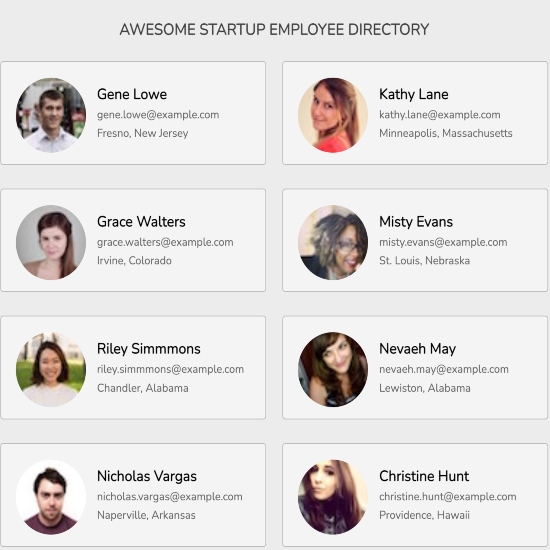 AWESOME STARTUP EMPLOYEE DIRECTORY
Gene Lowe
gene.lowe@example.com
Fresno, New Jersey
Kathy Lane
kathy.lane@example.com
Minneapolis, Massachusetts
Grace Walters
grace.walters@example.com
Irvine, Colorado
Misty Evans
misty.evans@example.com
St. Louis, Nebraska
Riley Simmmons
riley.simmmons@example.com
Chandler, Alabama
Nevaeh May
nevaeh.may@example.com
Lewiston, Alabama
Nicholas Vargas
nicholas.vargas@example.com
Naperville, Arkansas
Christine Hunt
christine.hunt@example.com
Providence, Hawaii